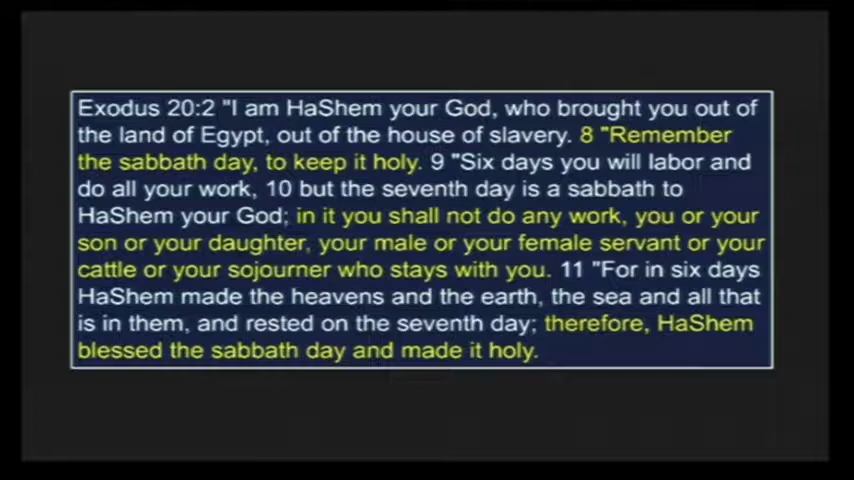 Exodus 20:2 "I am HaShem your God, who brought you out of
the land of Egypt, out of the house of slavery. 8 "Remember
the sabbath day, to keep it holy. 9 "Six days you will labor and
do all your work, 10 but the seventh day is a sabbath to
HaShem your God; in it you shall not do any work, you or your
son or your daughter, your male or your female servant or your
cattle or your sojourner who stays with you. 11 "For in six days
HaShem made the heavens and the earth, the sea and all that
is in them, and rested on the seventh day; therefore, HaShem
blessed the sabbath day and made it holy.